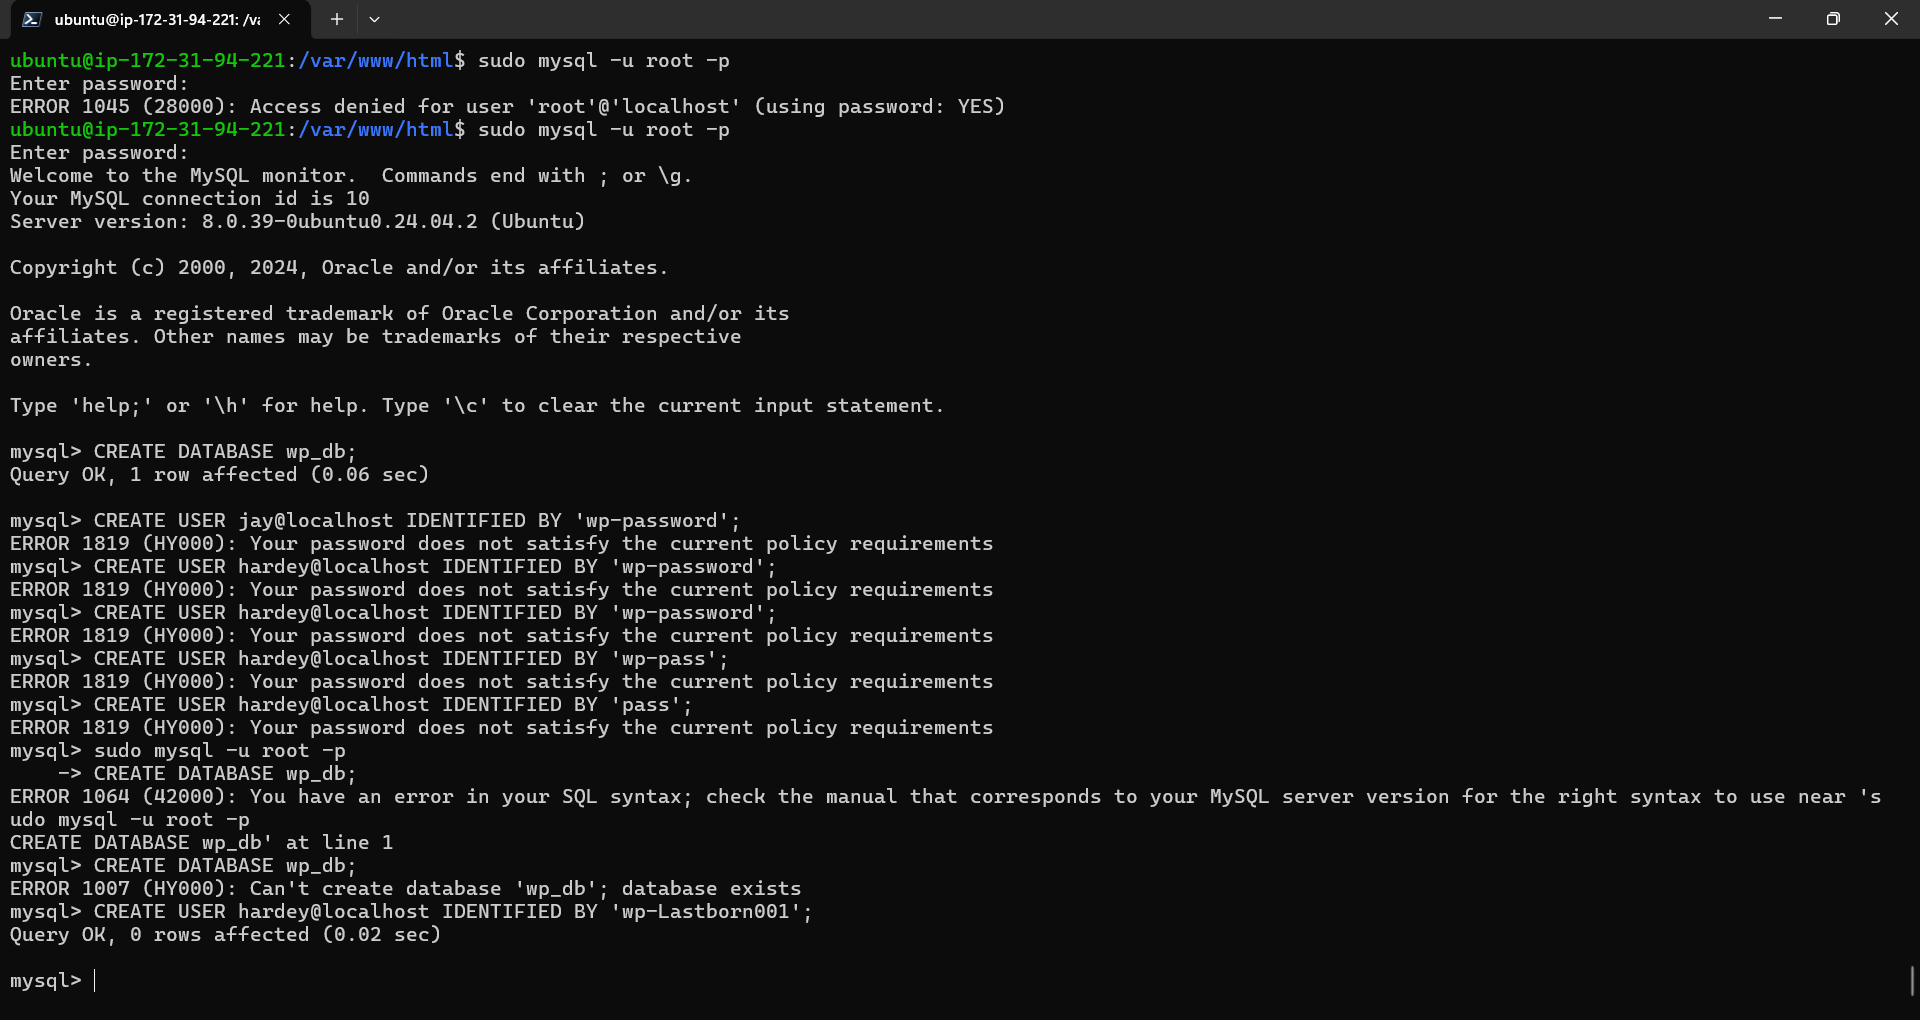 ubuntu@ip-172-31-94-221: /va
ubuntu@ip-172-31-94-221:/var/www/html$ sudo mysql -u root -p
Enter password:
ERROR 1045 (28000): Access denied for user 'root'@'localhost' (using password: YES)
ubuntu@ip-172-31-94-221:/var/www/html$ sudo mysql -u root -p
Enter password:
Welcome to the MySQL monitor.  Commands end with ; or \g.
Your MySQL connection id is 10
Server version: 8.0.39-0ubuntu0.24.04.2 (Ubuntu)
Copyright (c) 2000, 2024, Oracle and/or its affiliates.
Oracle is a registered trademark of Oracle Corporation and/or its
affiliates. Other names may be trademarks of their respective
owners.
Type 'help;' or '\h' for help. Type '\c' to clear the current input statement.
mysql> CREATE DATABASE wp_db;
Query OK, 1 row affected (0.06 sec)
mysql> CREATE USER jay@localhost IDENTIFIED BY 'wp-password';
ERROR 1819 (HY000): Your password does not satisfy the current policy requirements
mysql> CREATE USER hardey@localhost IDENTIFIED BY 'wp-password';
ERROR 1819 (HY000): Your password does not satisfy the current policy requirements
mysql> CREATE USER hardey@localhost IDENTIFIED BY 'wp-password';
ERROR 1819 (HY000): Your password does not satisfy the current policy requirements
mysql> CREATE USER hardey@localhost IDENTIFIED BY 'wp-pass';
ERROR 1819 (HY000): Your password does not satisfy the current policy requirements
mysql> CREATE USER hardey@localhost IDENTIFIED BY 'pass';
ERROR 1819 (HY000): Your password does not satisfy the current policy requirements
mysql> sudo mysql -u root -p
    -> CREATE DATABASE wp_db;
ERROR 1064 (42000): You have an error in your SQL syntax; check the manual that corresponds to your MySQL server version for the right syntax to use near 's
udo mysql -u root -p
CREATE DATABASE wp_db' at line 1
mysql> CREATE DATABASE wp_db;
ERROR 1007 (HY000): Can't create database 'wp_db'; database exists
mysql> CREATE USER hardey@localhost IDENTIFIED BY 'wp-Lastborn001';
Query OK, 0 rows affected (0.02 sec)
mysql>